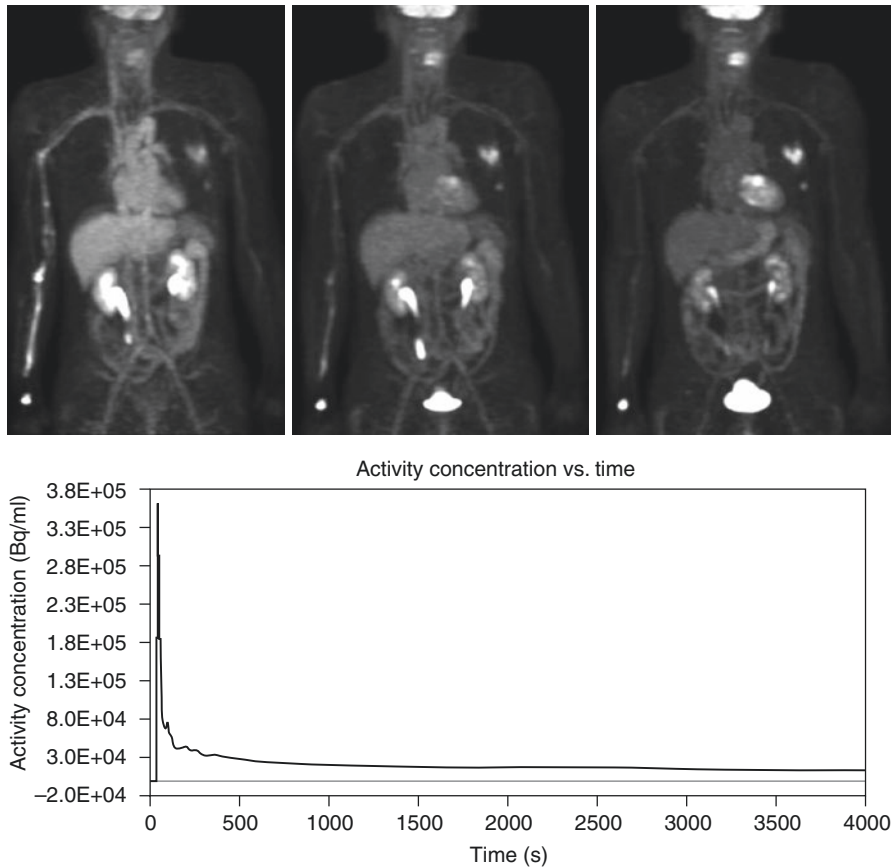 Activity concentration vs. time
Activity concentration (Bq/ml)
3.8E+05
3.3E+05
2.8E+05
2.3E+05
1.8E+05
1.3E+05
8.0E+04
3.0E+04
–2.0E+04
0 500 1000 1500 2000 2500 3000 3500 4000
Time (s)